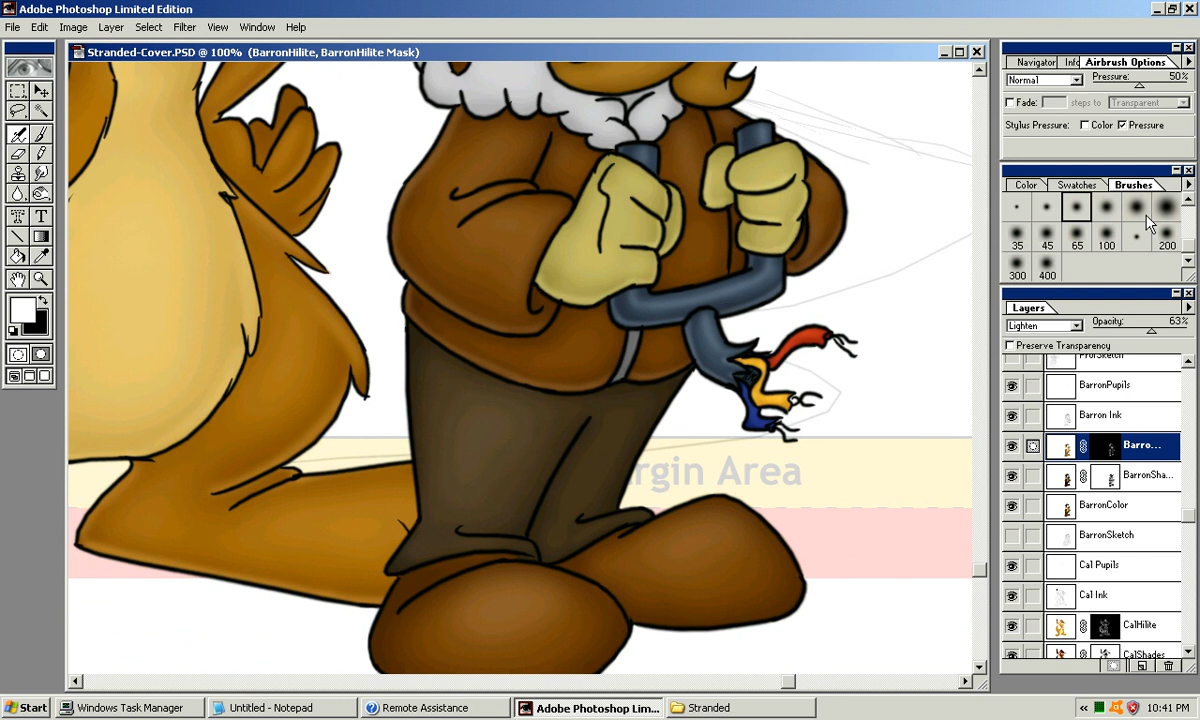 Adobe Photoshop Limited Edition
File Edit Image Layer Select Filter View Window Help
Stranded-Cover.PSD @ 100% (BarronHilite, BarronHilite Mask)
rgin Area
Navigator Info Airbrush Options
Normal Pressure: 50%
Fade: steps to Transparent
Stylus Pressure: Color Pressure
Color Swatches Brushes
35 45 65 100 200
300 400
Layers
Lighten Opacity: 63%
Preserve Transparency
ProfSketch
BarronPupils
Barron Ink
Barro...
BarronSha...
BarronColor
BarronSketch
Cal Pupils
Cal Ink
CalHilite
CalShades
Start Windows Task Manager Untitled - Notepad Remote Assistance Adobe Photoshop Lim... Stranded 10:41 PM